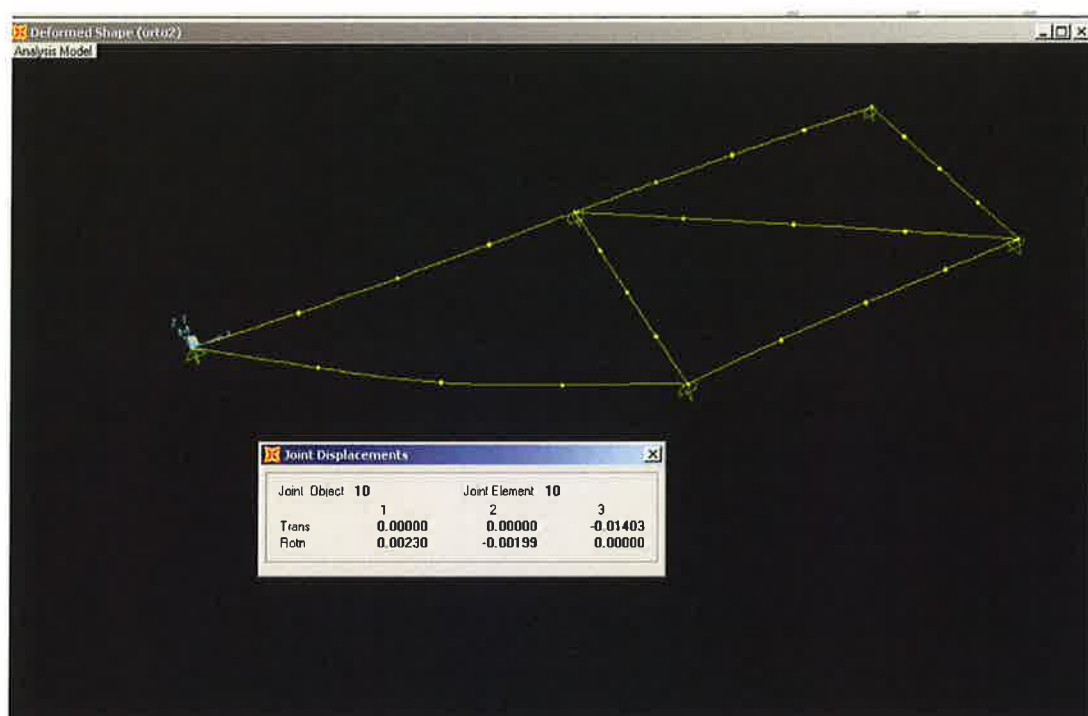 Deformed Shape (orto2)
Analysis Model
Joint Displacements
Joint Object 10 Joint Element 10
1 2 3
Trans 0.00000 0.00000 -0.01403
Rotn 0.00230 -0.00199 0.00000